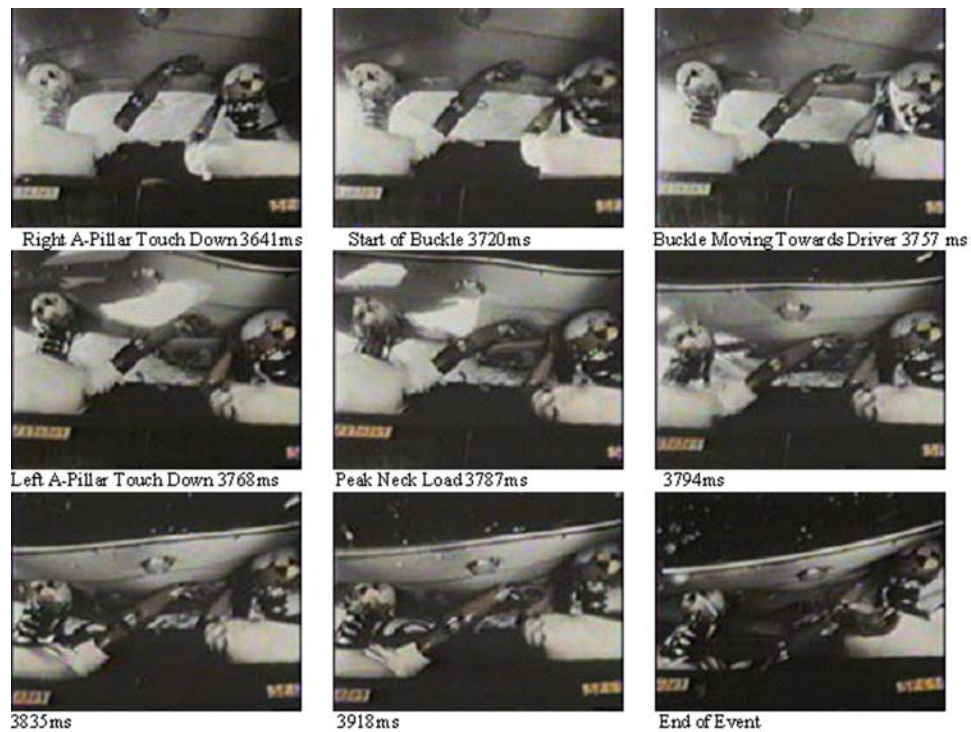 Right A-Pillar Touch Down 3641ms
Start of Buckle 3720ms
Buckle Moving Towards Driver 3757 ms
Left A-Pillar Touch Down 3768ms
Peak Neck Load 3787ms
3794ms
3835ms
3918ms
End of Event